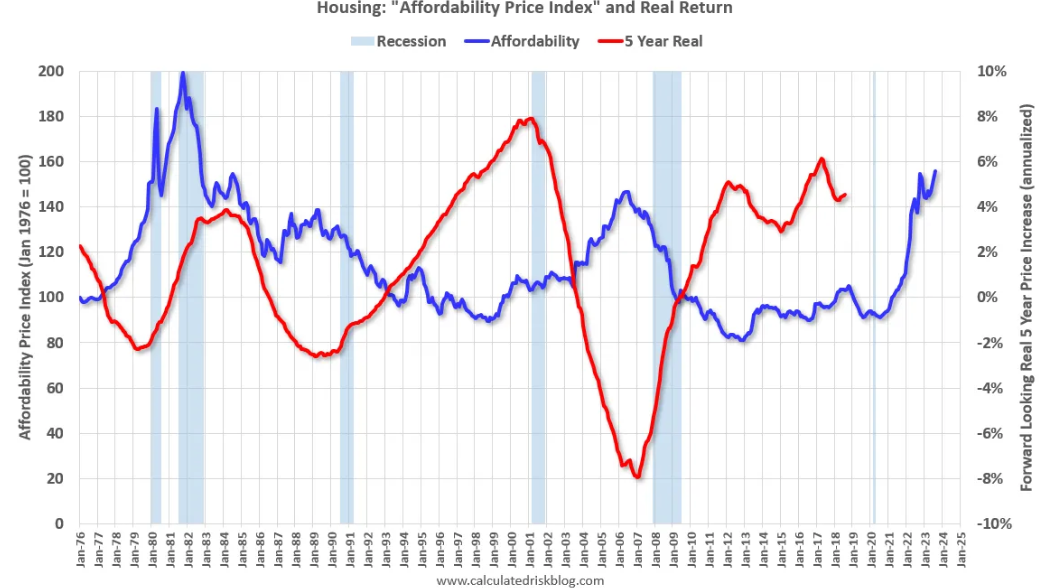 Housing: "Affordability Price Index" and Real Return
Recession Affordability 5 Year Real
Affordability Price Index (Jan 1976 = 100)
200
180
160
140
120
100
80
60
40
20
0
10%
8%
6%
4%
2%
0%
-2%
-4%
-6%
-8%
-10%
Forward Looking Real 5 Year Price Increase (annualized)
Jan-76
Jan-77
Jan-78
Jan-79
Jan-80
Jan-81
Jan-82
Jan-83
Jan-84
Jan-85
Jan-86
Jan-87
Jan-88
Jan-89
Jan-90
Jan-91
Jan-92
Jan-93
Jan-94
Jan-95
Jan-96
Jan-97
Jan-98
Jan-99
Jan-00
Jan-01
Jan-02
Jan-03
Jan-04
Jan-05
Jan-06
Jan-07
Jan-08
Jan-09
Jan-10
Jan-11
Jan-12
Jan-13
Jan-14
Jan-15
Jan-16
Jan-17
Jan-18
Jan-19
Jan-20
Jan-21
Jan-22
Jan-23
Jan-24
Jan-25
www.calculatedriskblog.com